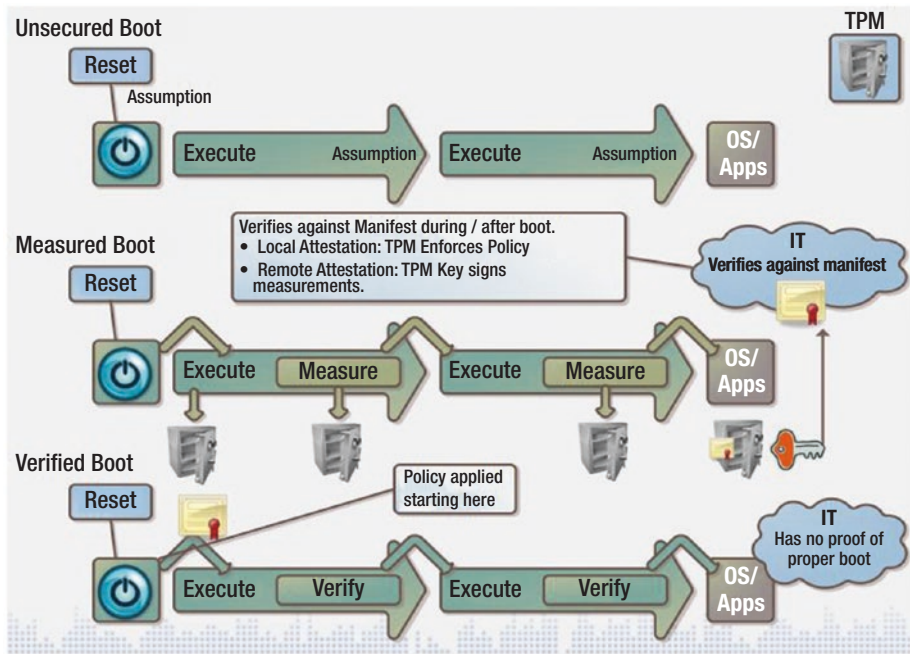 Unsecured Boot
TPM
Reset
Assumption
Execute
Assumption
Execute
Assumption
OS/
Apps
Verifies against Manifest during / after boot.
• Local Attestation: TPM Enforces Policy
• Remote Attestation: TPM Key signs
measurements.
IT
Verifies against manifest
Measured Boot
Reset
Execute
Measure
Execute
Measure
OS/
Apps
Verified Boot
Reset
Policy applied
starting here
IT
Has no proof of
proper boot
Execute
Verify
Execute
Verify
OS/
Apps